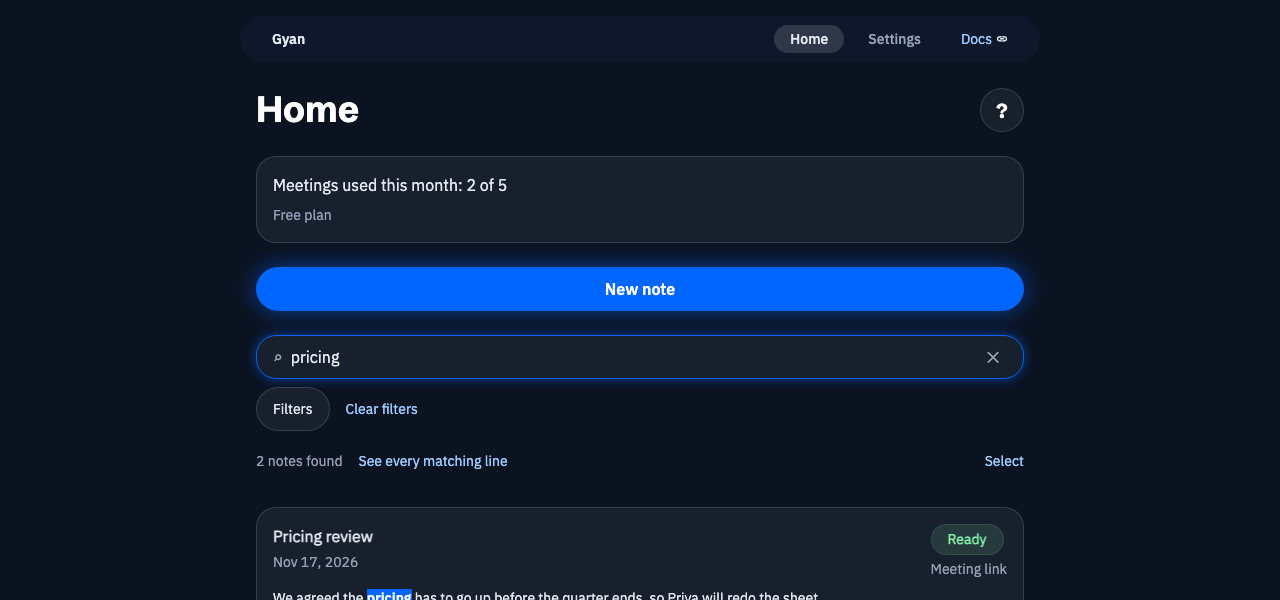 Gyan
Home
Settings
Docs
Home
?
Meetings used this month: 2 of 5
Free plan
New note
pricing
Filters
Clear filters
2 notes found
See every matching line
Select
Pricing review
Ready
Nov 17, 2026
Meeting link
We agreed the pricing has to go up before the quarter ends, so Priya will redo the sheet